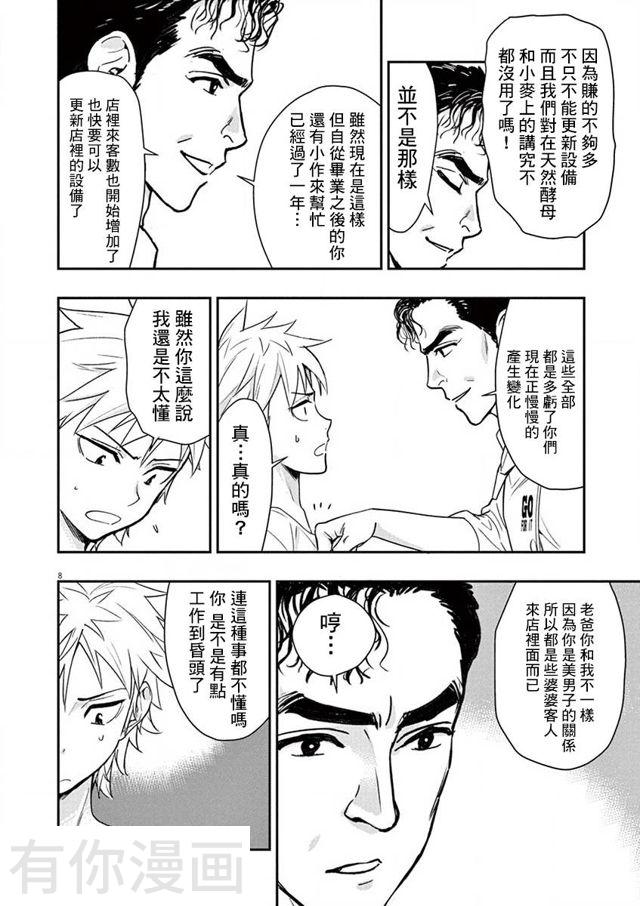 因為賺的不夠多
不只不能更新設備
而且我們對在天然酵母
和小麥上的講究不
都沒用了嗎！
並不是那樣
雖然現在是這樣
但自從畢業之後的你
還有小作來幫忙
已經過了一年…
店裡來客數也開始增加了
也快要可以
更新店裡的設備了
這些全部
都是多虧了你們
現在正慢慢的
產生變化
GO
FOR IT
真…真的嗎？
雖然你這麼說
我還是不太懂
老爸你和我不一樣
因為你是美男子的關係
所以都是些婆婆客人
來店裡面而已
哼…
連這種事都不懂嗎
你 是不是有點
工作到昏頭了
8
有你漫画